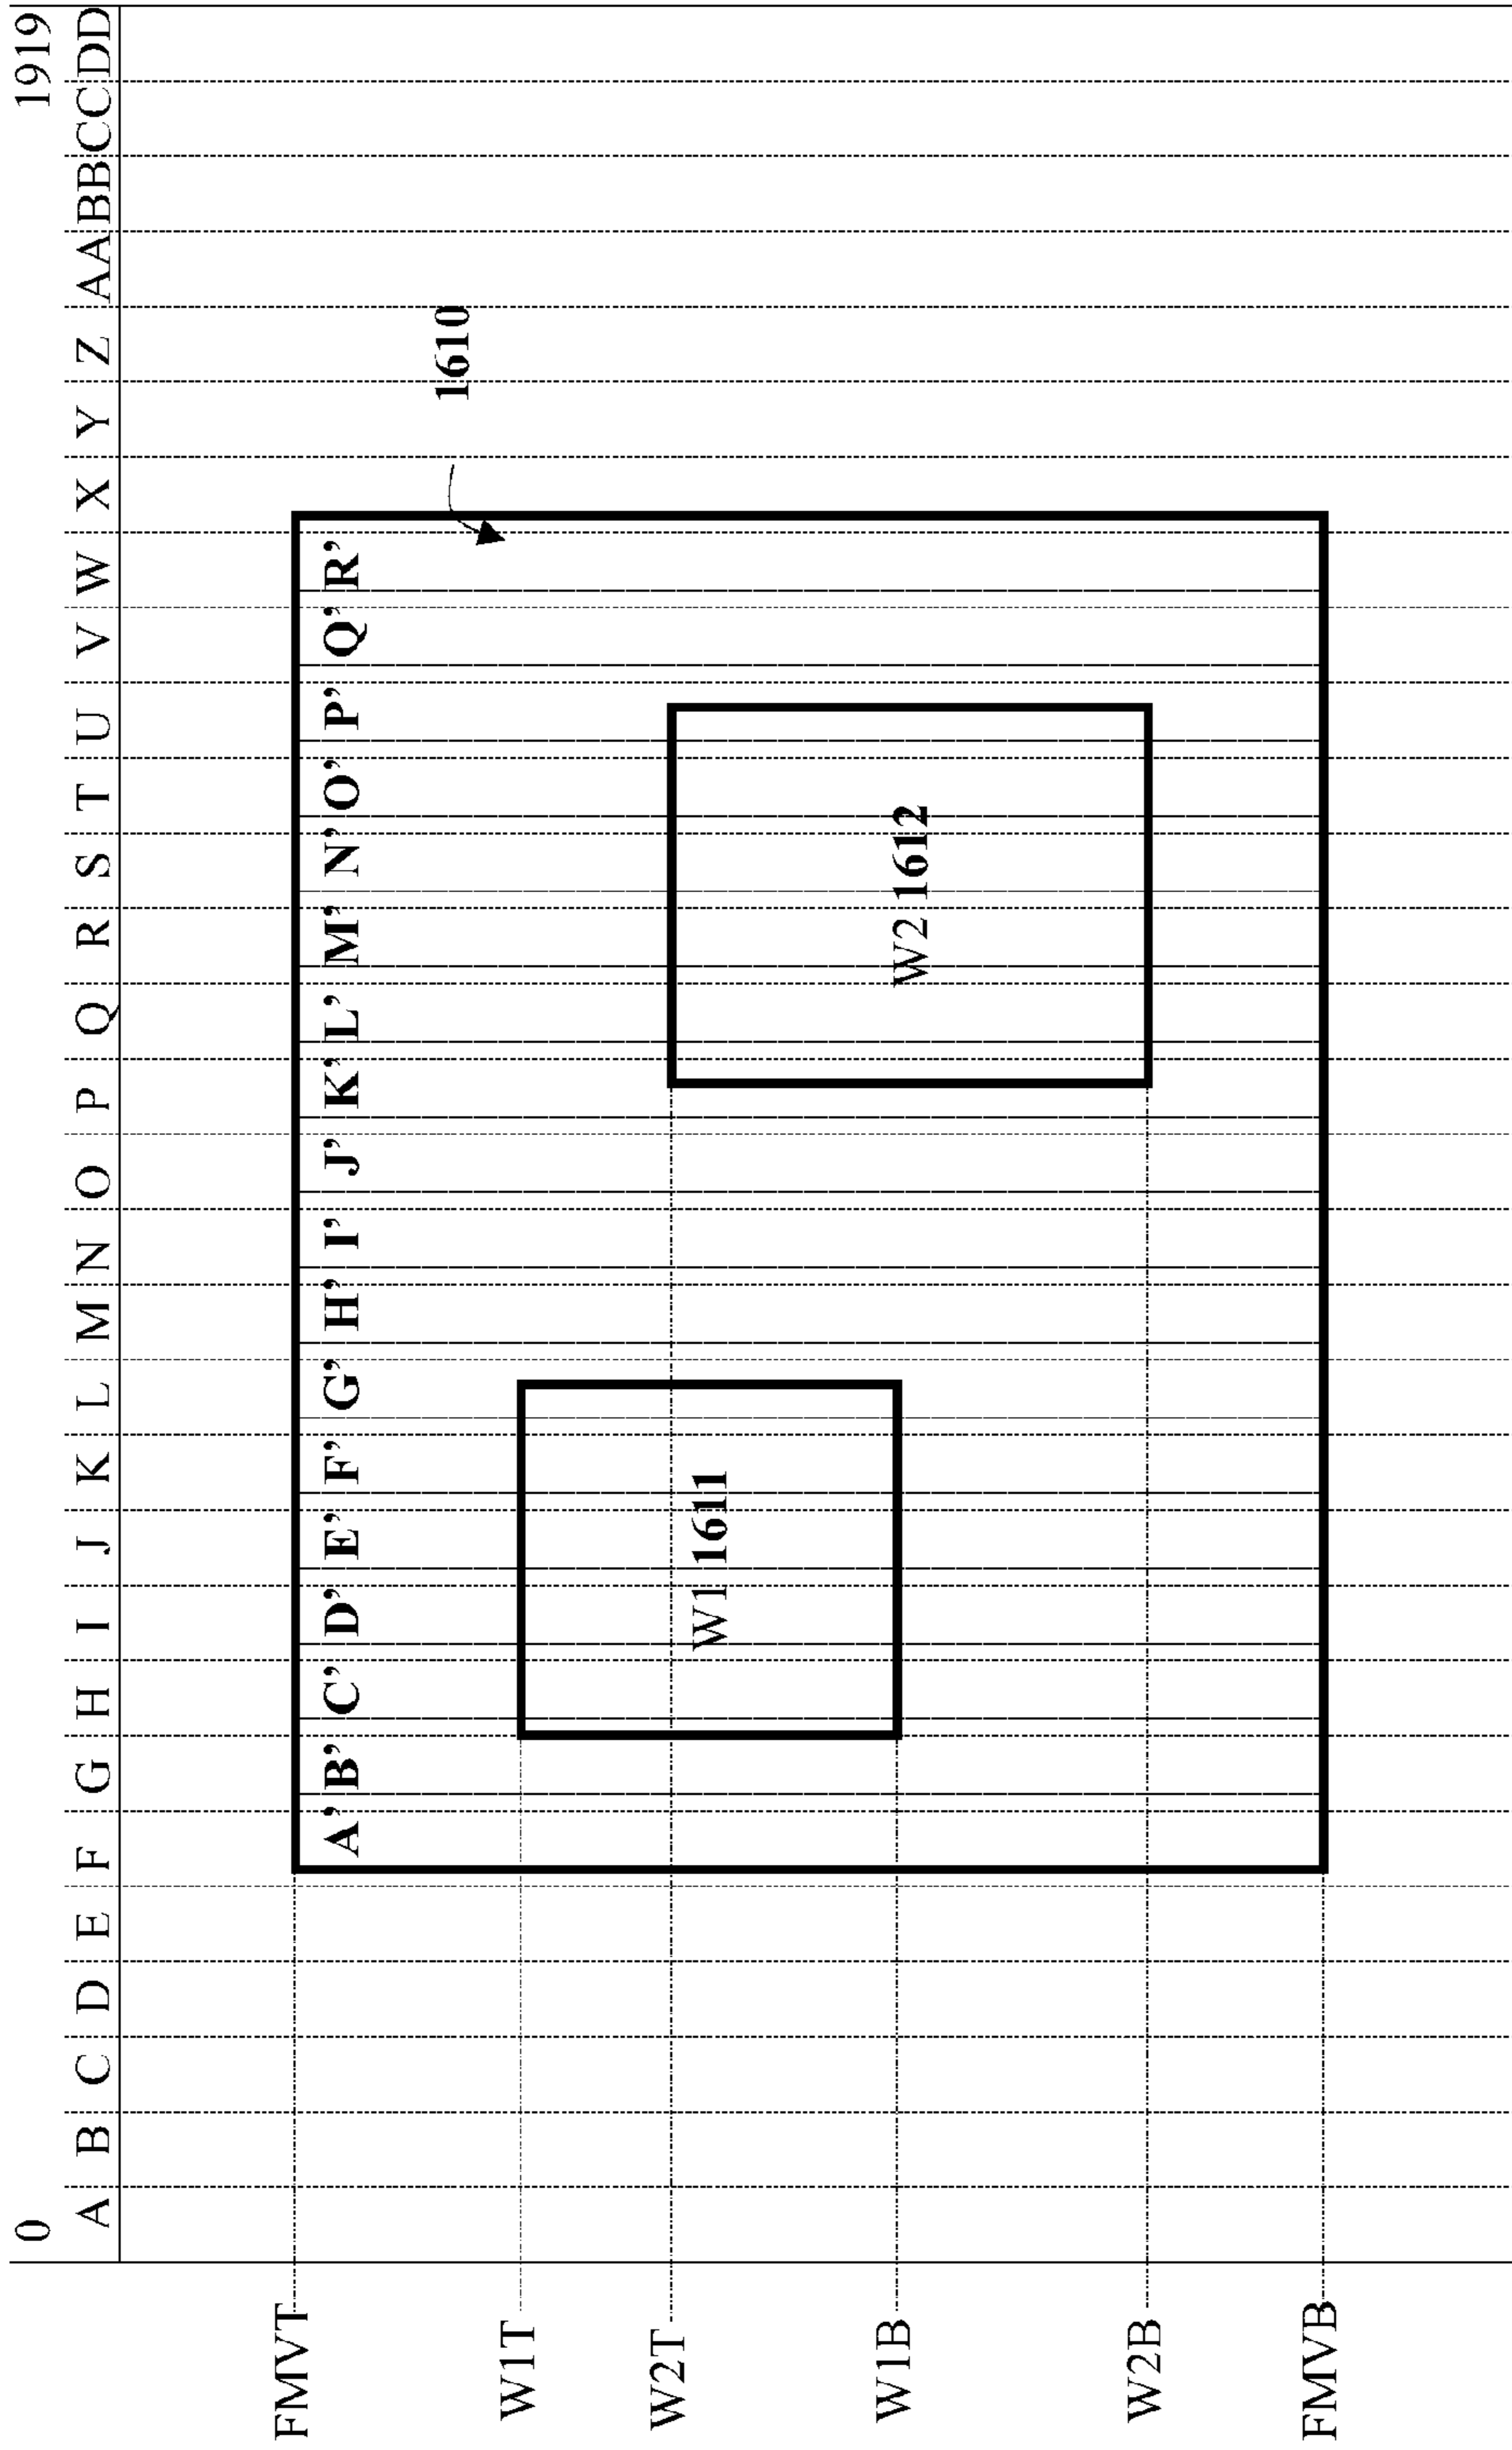 0 1919
A B C D E F G H I J K L M N O P Q R S T U V W X Y Z AA BB CC DD
FMVT
A’ B’ C’ D’ E’ F’ G’ H’ I’ J’ K’ L’ M’ N’ O’ P’ Q’ R’
1610
W1T
W2T
W1 1611
W1B
W2 1612
W2B
FMVB